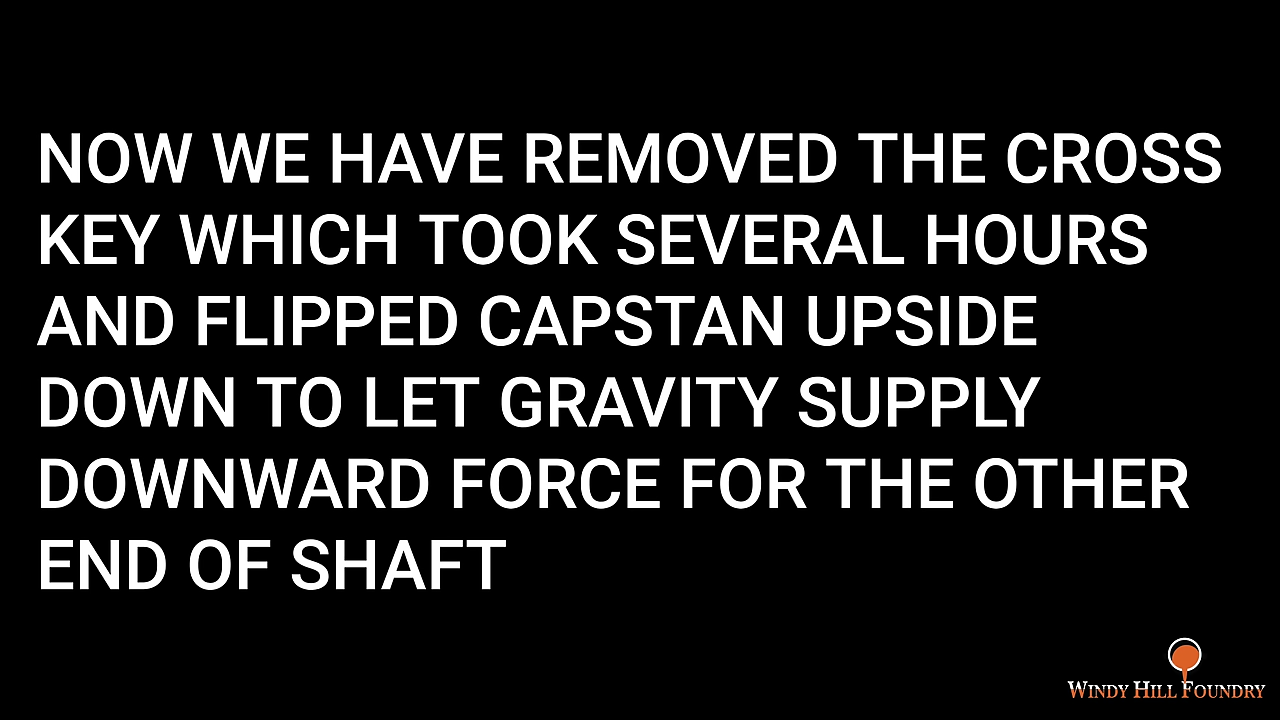 NOW WE HAVE REMOVED THE CROSS
KEY WHICH TOOK SEVERAL HOURS
AND FLIPPED CAPSTAN UPSIDE
DOWN TO LET GRAVITY SUPPLY
DOWNWARD FORCE FOR THE OTHER
END OF SHAFT
WINDY HILL FOUNDRY